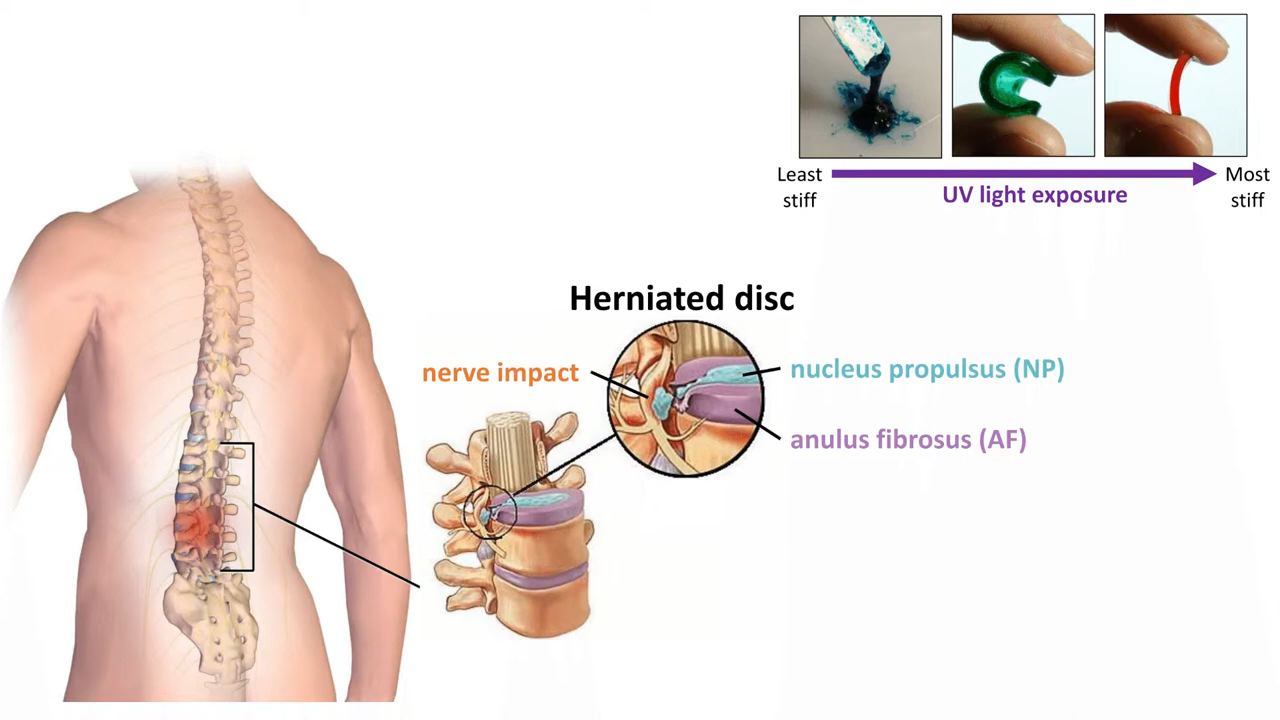 Least
stiff
UV light exposure
Most
stiff
Herniated disc
nerve impact
nucleus propulsus (NP)
anulus fibrosus (AF)